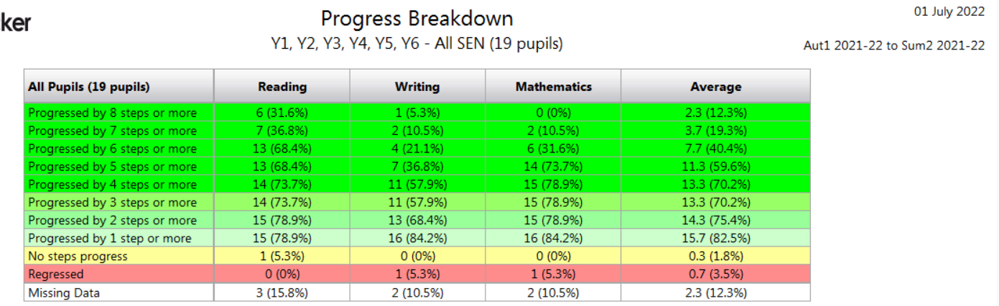 ker
Progress Breakdown
01 July 2022
Y1, Y2, Y3, Y4, Y5, Y6 - All SEN (19 pupils)
Aut1 2021-22 to Sum2 2021-22
All Pupils (19 pupils) Reading Writing Mathematics Average
Progressed by 8 steps or more 6 (31.6%) 1 (5.3%) 0 (0%) 2.3 (12.3%)
Progressed by 7 steps or more 7 (36.8%) 2 (10.5%) 2 (10.5%) 3.7 (19.3%)
Progressed by 6 steps or more 13 (68.4%) 4 (21.1%) 6 (31.6%) 7.7 (40.4%)
Progressed by 5 steps or more 13 (68.4%) 7 (36.8%) 14 (73.7%) 11.3 (59.6%)
Progressed by 4 steps or more 14 (73.7%) 11 (57.9%) 15 (78.9%) 13.3 (70.2%)
Progressed by 3 steps or more 14 (73.7%) 11 (57.9%) 15 (78.9%) 13.3 (70.2%)
Progressed by 2 steps or more 15 (78.9%) 13 (68.4%) 15 (78.9%) 14.3 (75.4%)
Progressed by 1 step or more 15 (78.9%) 16 (84.2%) 16 (84.2%) 15.7 (82.5%)
No steps progress 1 (5.3%) 0 (0%) 0 (0%) 0.3 (1.8%)
Regressed 0 (0%) 1 (5.3%) 1 (5.3%) 0.7 (3.5%)
Missing Data 3 (15.8%) 2 (10.5%) 2 (10.5%) 2.3 (12.3%)